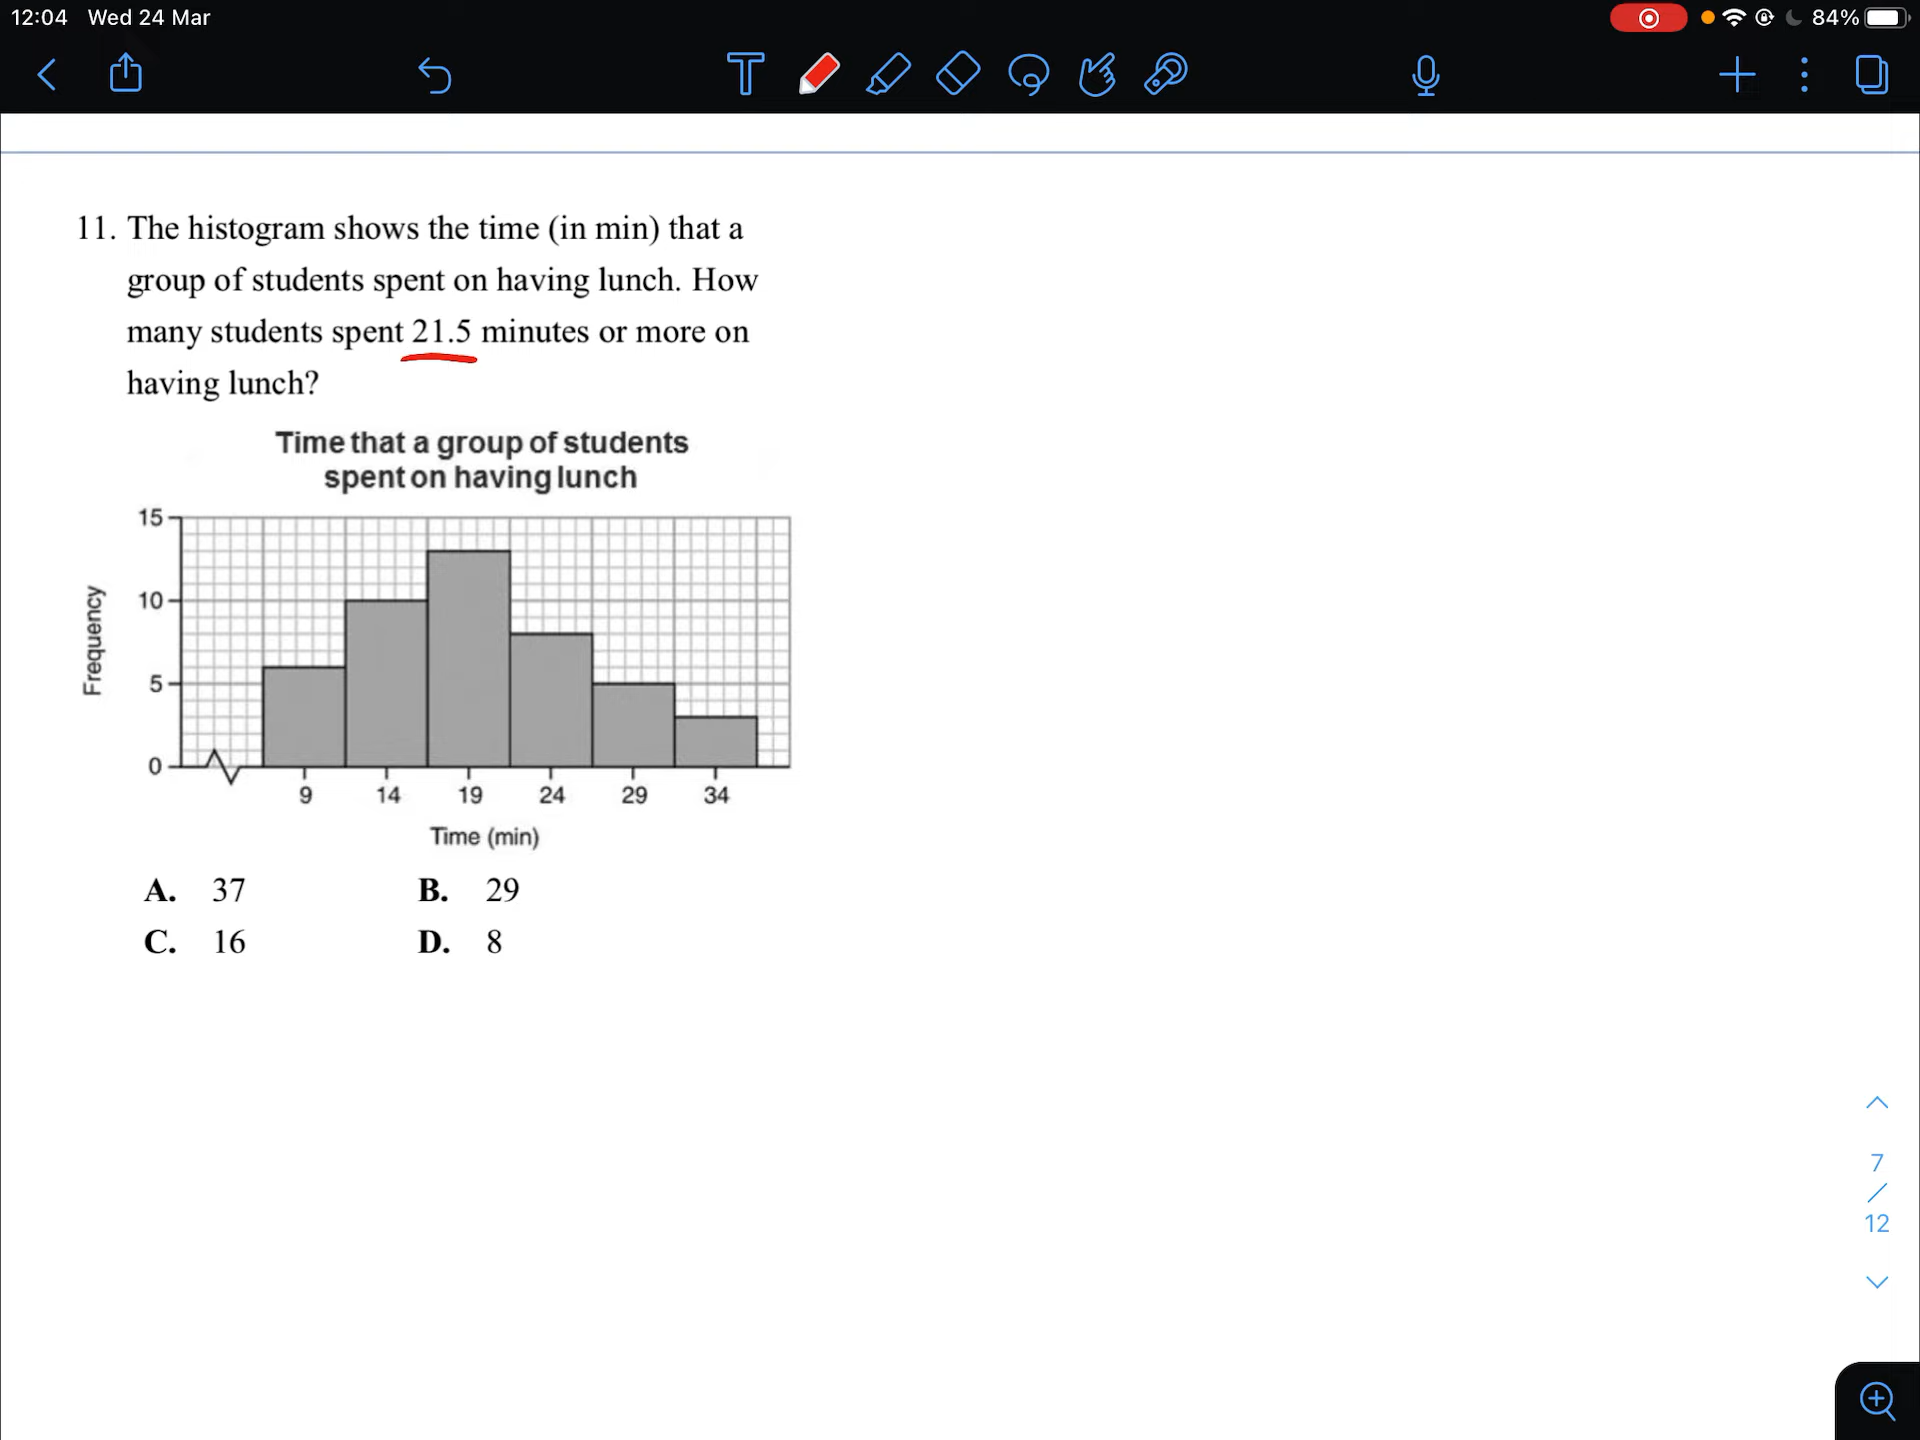 12:04 Wed 24 Mar
84%
T
11. The histogram shows the time (in min) that a
group of students spent on having lunch. How
many students spent 21.5 minutes or more on
having lunch?
Time that a group of students
spent on having lunch
15
10
5
0
Frequency
9 14 19 24 29 34
Time (min)
A. 37 B. 29
C. 16 D. 8
7
/
12